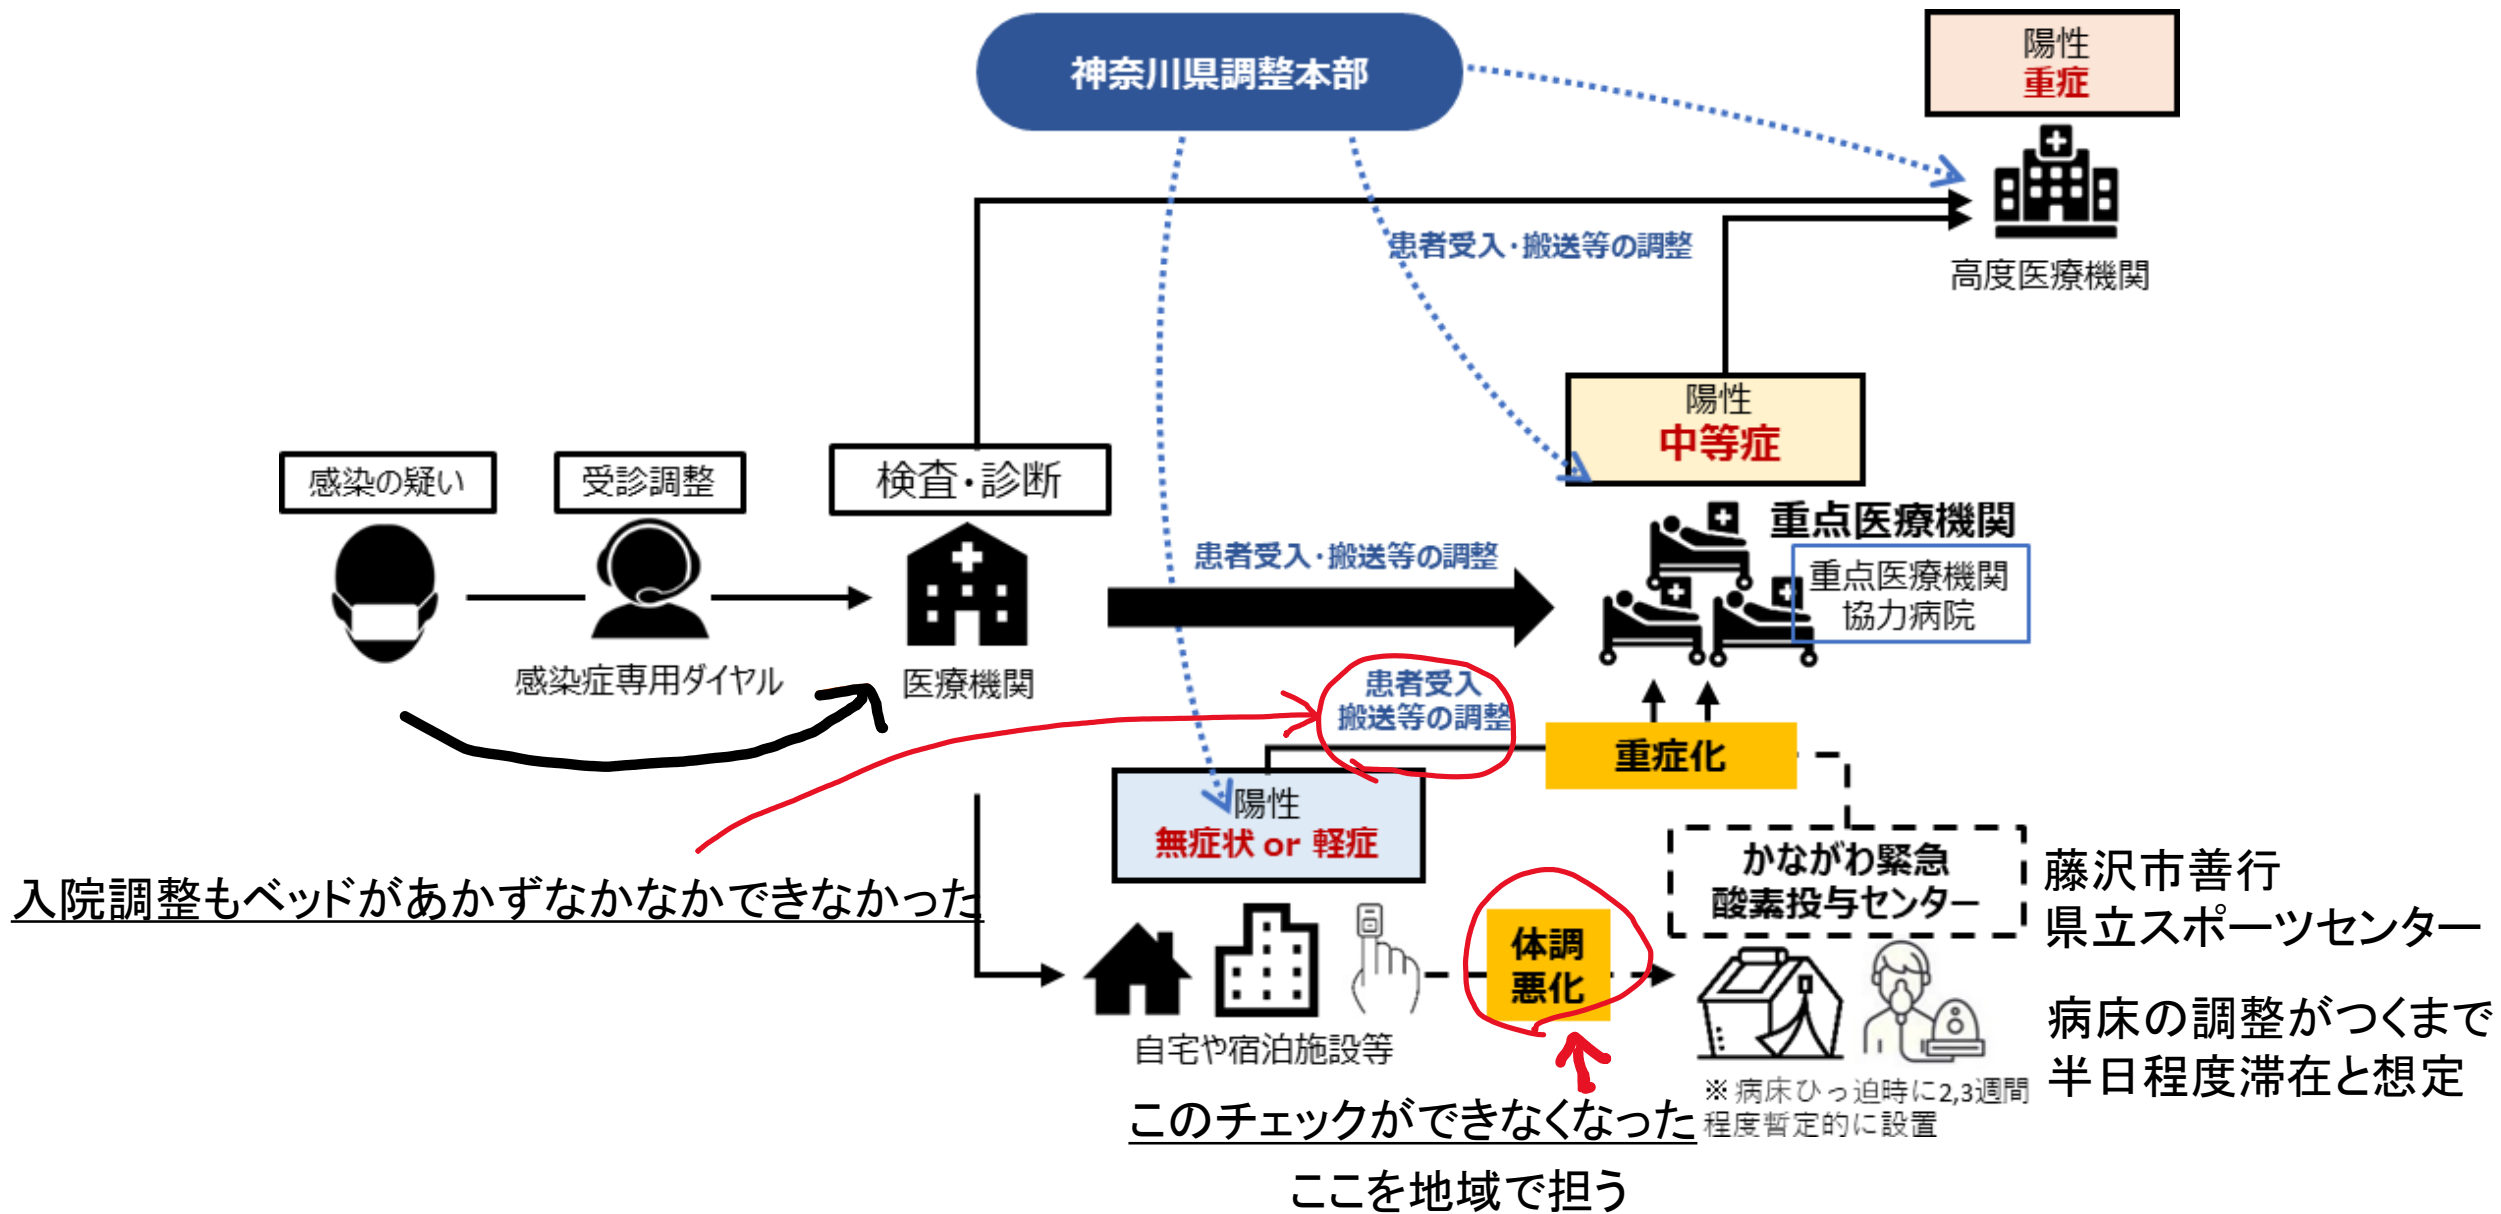 神奈川県調整本部
陽性
重症
患者受入・搬送等の調整
高度医療機関
陽性
中等症
感染の疑い
受診調整
検査・診断
重点医療機関
重点医療機関
協力病院
患者受入・搬送等の調整
感染症専用ダイヤル
医療機関
患者受入
搬送等の調整
重症化
陽性
無症状 or 軽症
かながわ緊急
酸素投与センター
藤沢市善行
県立スポーツセンター
入院調整もベッドがあかずなかなかできなかった
体調
悪化
自宅や宿泊施設等
病床の調整がつくまで
半日程度滞在と想定
※ 病床ひっ迫時に2,3週間
程度暫定的に設置
このチェックができなくなった
ここを地域で担う